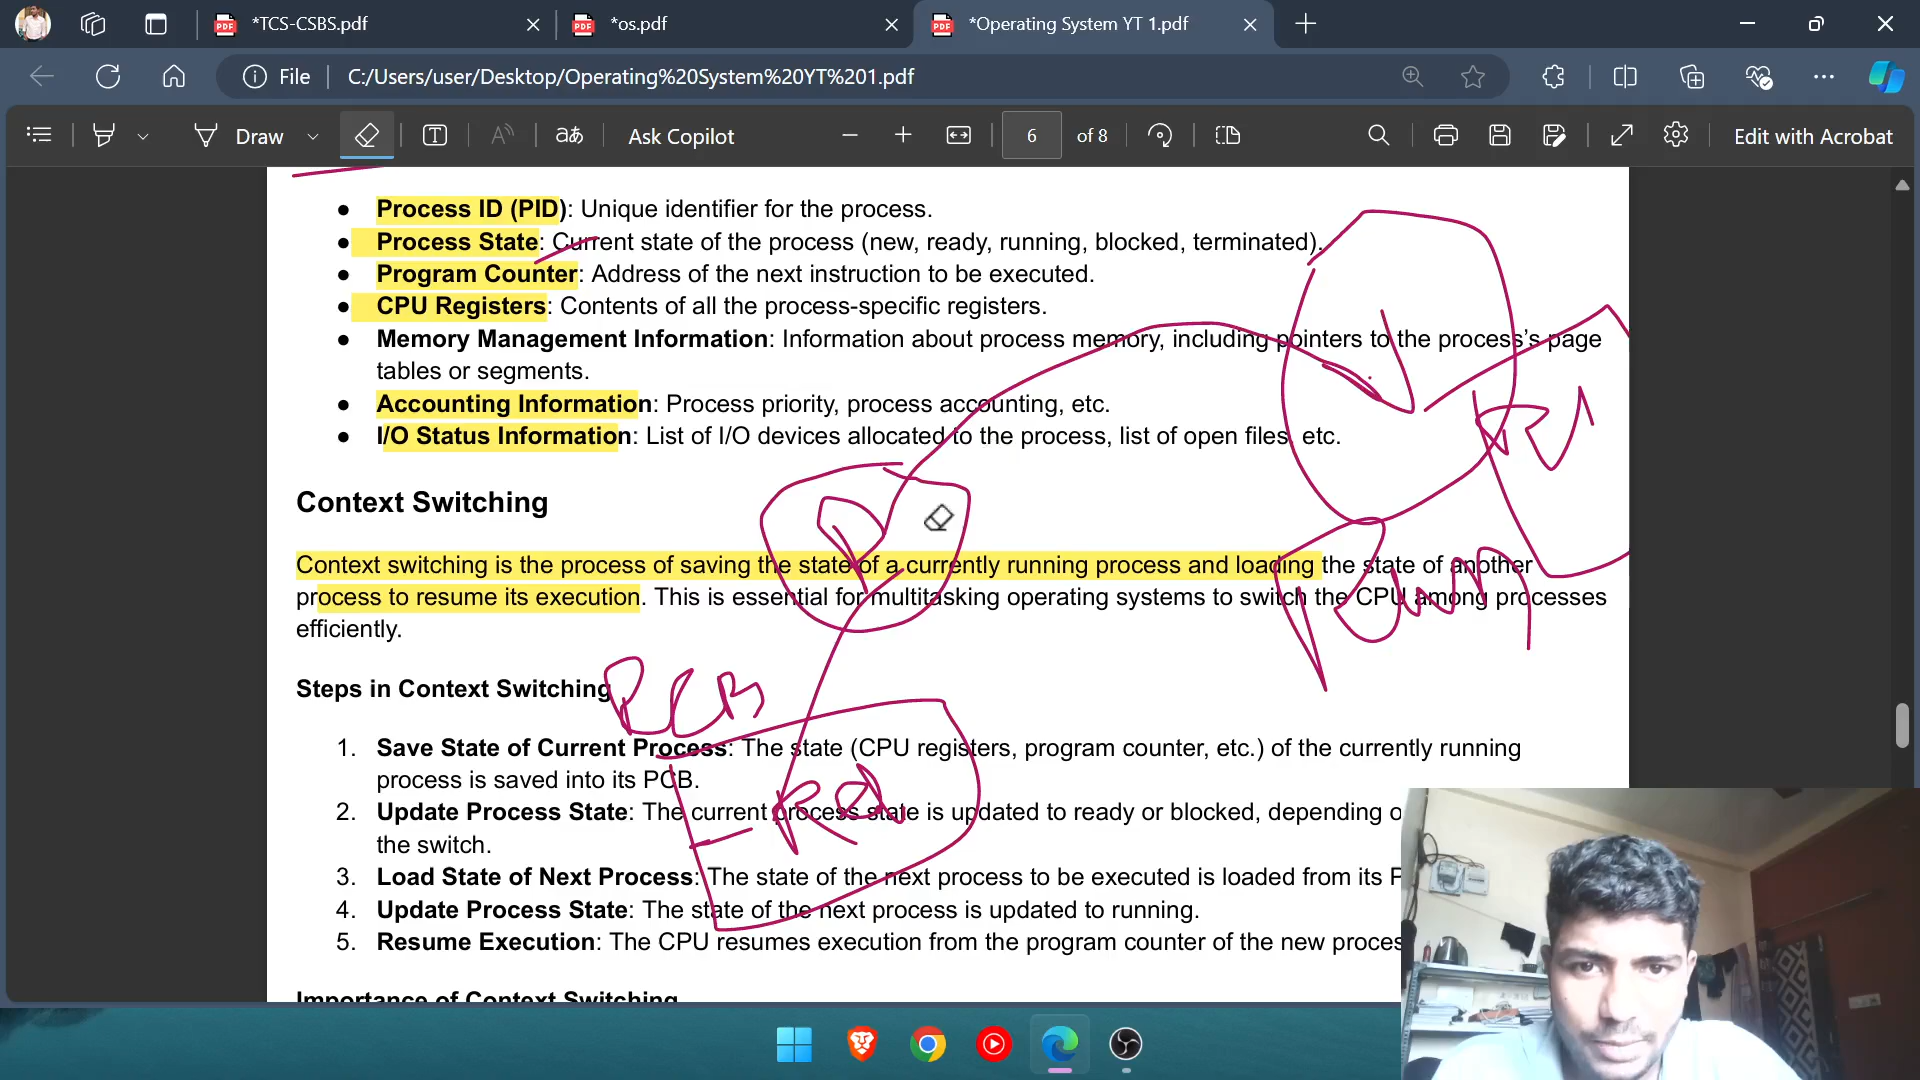 *TCS-CSBS.pdf
*os.pdf
*Operating System YT 1.pdf
File
C:/Users/user/Desktop/Operating%20System%20YT%201.pdf
Draw
Ask Copilot
6 of 8
Edit with Acrobat
● Process ID (PID): Unique identifier for the process.
● Process State: Current state of the process (new, ready, running, blocked, terminated).
● Program Counter: Address of the next instruction to be executed.
● CPU Registers: Contents of all the process-specific registers.
● Memory Management Information: Information about process memory, including pointers to the process's page
tables or segments.
● Accounting Information: Process priority, process accounting, etc.
● I/O Status Information: List of I/O devices allocated to the process, list of open files, etc.
Context Switching
Context switching is the process of saving the state of a currently running process and loading the state of another
process to resume its execution. This is essential for multitasking operating systems to switch the CPU among processes
efficiently.
Steps in Context Switching
PCB
1. Save State of Current Process: The state (CPU registers, program counter, etc.) of the currently running
process is saved into its PCB.
2. Update Process State: The current process state is updated to ready or blocked, depending
the switch.
3. Load State of Next Process: The state of the next process to be executed is loaded from its
4. Update Process State: The state of the next process is updated to running.
5. Resume Execution: The CPU resumes execution from the program counter of the new
Importance of Context Switching